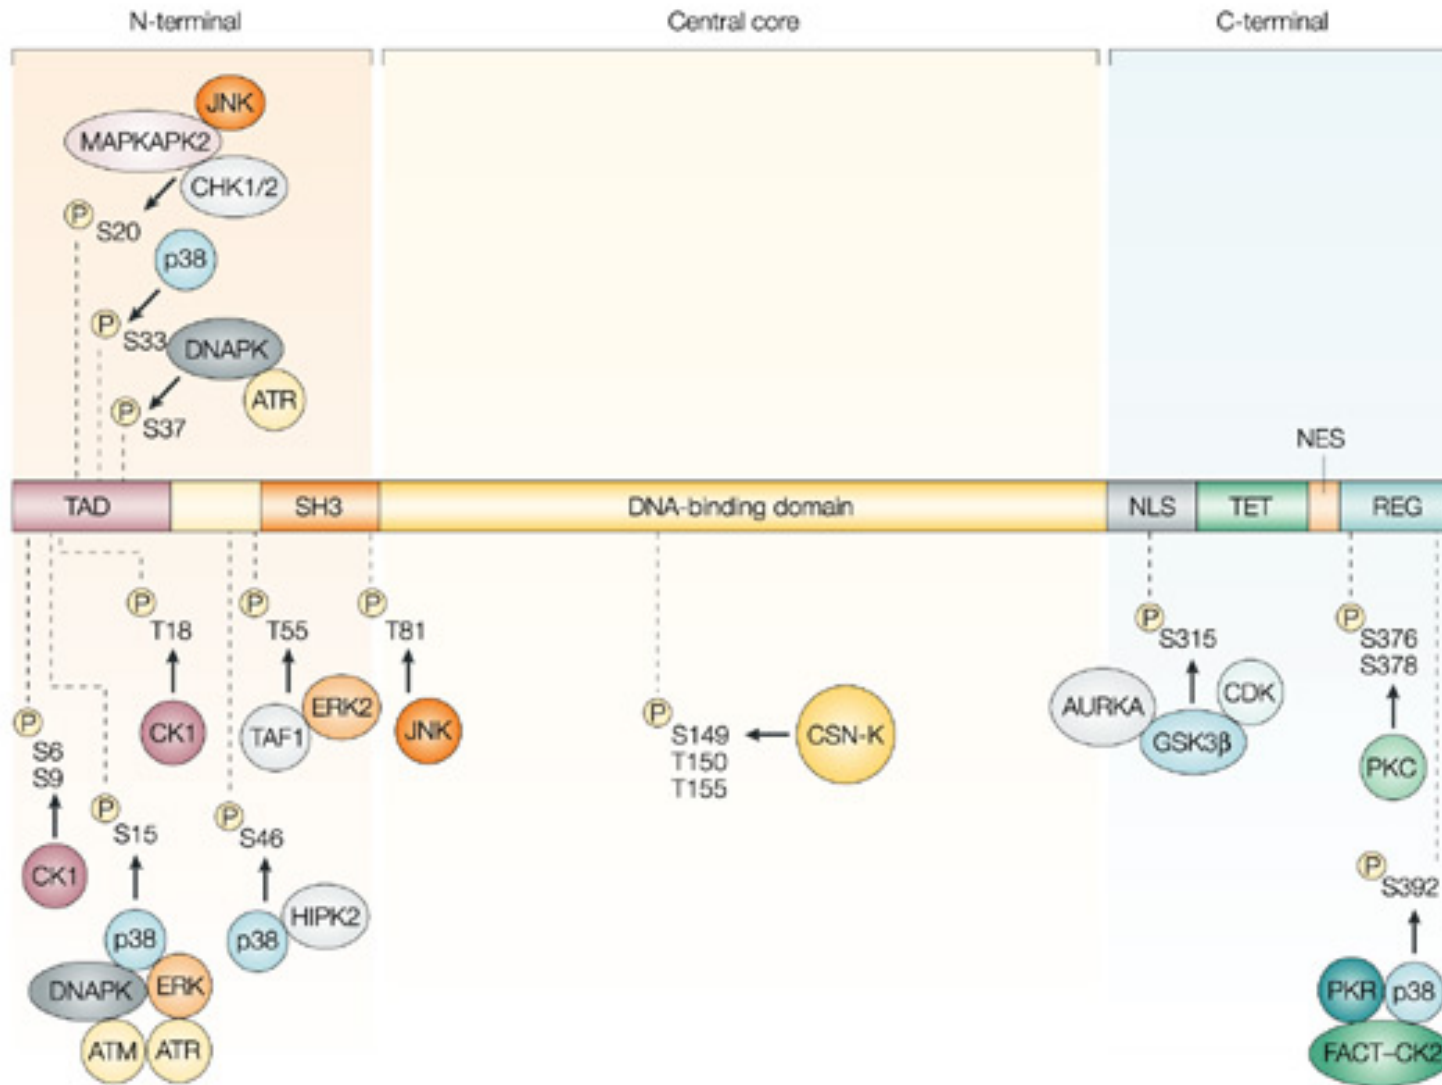 N-terminal
Central core
C-terminal
JNK
MAPKAPK2
CHK1/2
P
S20
p38
P
S33
DNAPK
P
S37
ATR
NES
TAD
SH3
DNA-binding domain
NLS
TET
REG
P
T18
CK1
P
T55
TAF1
ERK2
P
T81
JNK
P
S149
T150
T155
CSN-K
P
S315
AURKA
GSK3β
CDK
P
S376
S378
PKC
P
S6
S9
CK1
P
S15
p38
DNAPK
ERK
ATM
ATR
P
S46
p38
HIPK2
P
S392
PKR
p38
FACT–CK2